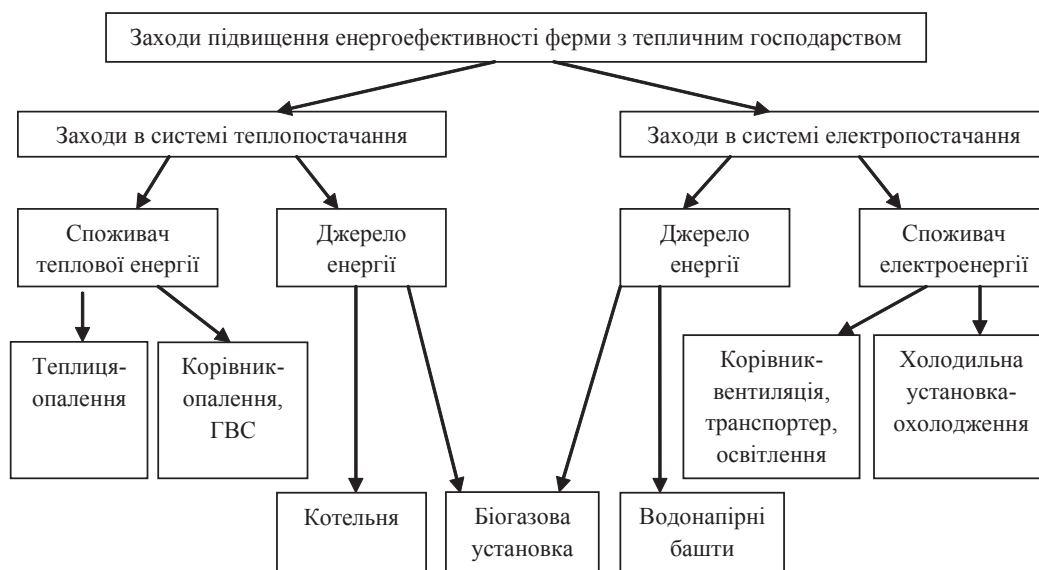 Заходи підвищення енергоефективності ферми з тепличним господарством
Заходи в системі теплопостачання
Заходи в системі електропостачання
Споживач
теплової енергії
Джерело
енергії
Джерело
енергії
Споживач
електроенергії
Теплиця-
опалення
Корівник-
опалення,
ГВС
Корівник-
вентиляція,
транспортер,
освітлення
Холодильна
установка-
охолодження
Котельня
Біогазова
установка
Водонапірні
башти